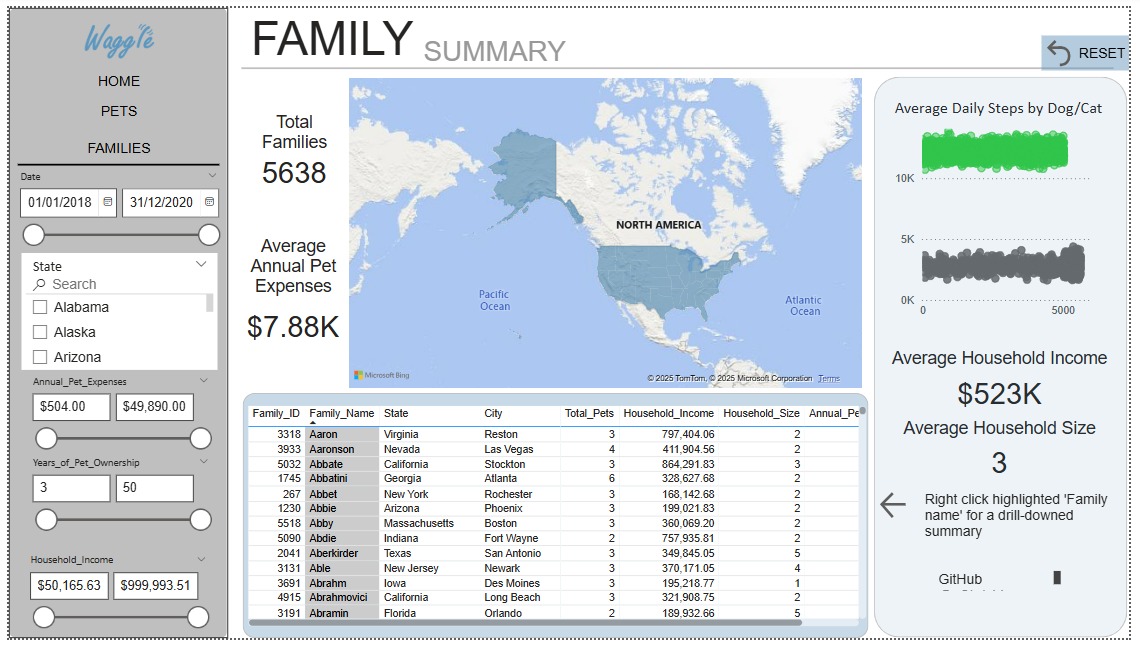 Waggle
HOME
PETS
FAMILIES
Date
01/01/2018 31/12/2020
State
Search
Alabama
Alaska
Arizona
Annual_Pet_Expenses
$504.00 $49,890.00
Years_of_Pet_Ownership
3 50
Household_Income
$50,165.63 $999,993.51
FAMILY SUMMARY
RESET
Total
Families
5638
Average
Annual Pet
Expenses
$7.88K
NORTH AMERICA
Pacific
Ocean
Atlantic
Ocean
Microsoft Bing
© 2025 TomTom, © 2025 Microsoft Corporation Terms
Family_ID Family_Name State City Total_Pets Household_Income Household_Size Annual_Pe
3318 Aaron Virginia Reston 3 797,404.06 2
3933 Aaronson Nevada Las Vegas 4 411,904.56 2
5032 Abbate California Stockton 3 864,291.83 3
1745 Abbatini Georgia Atlanta 6 328,627.68 2
267 Abbet New York Rochester 3 168,142.68 2
1230 Abbie Arizona Phoenix 3 199,021.83 2
5518 Abby Massachusetts Boston 3 360,069.20 2
5090 Abdie Indiana Fort Wayne 2 757,935.81 2
2041 Aberkirder Texas San Antonio 3 349,845.05 5
3131 Able New Jersey Newark 3 370,171.05 4
3691 Abrahm Iowa Des Moines 3 195,218.77 1
4915 Abrahmovici California Long Beach 3 321,908.75 2
3191 Abramin Florida Orlando 2 189,932.66 5
Average Daily Steps by Dog/Cat
10K
5K
0K
0 5000
Average Household Income
$523K
Average Household Size
3
Right click highlighted 'Family
name' for a drill-downed
summary
GitHub